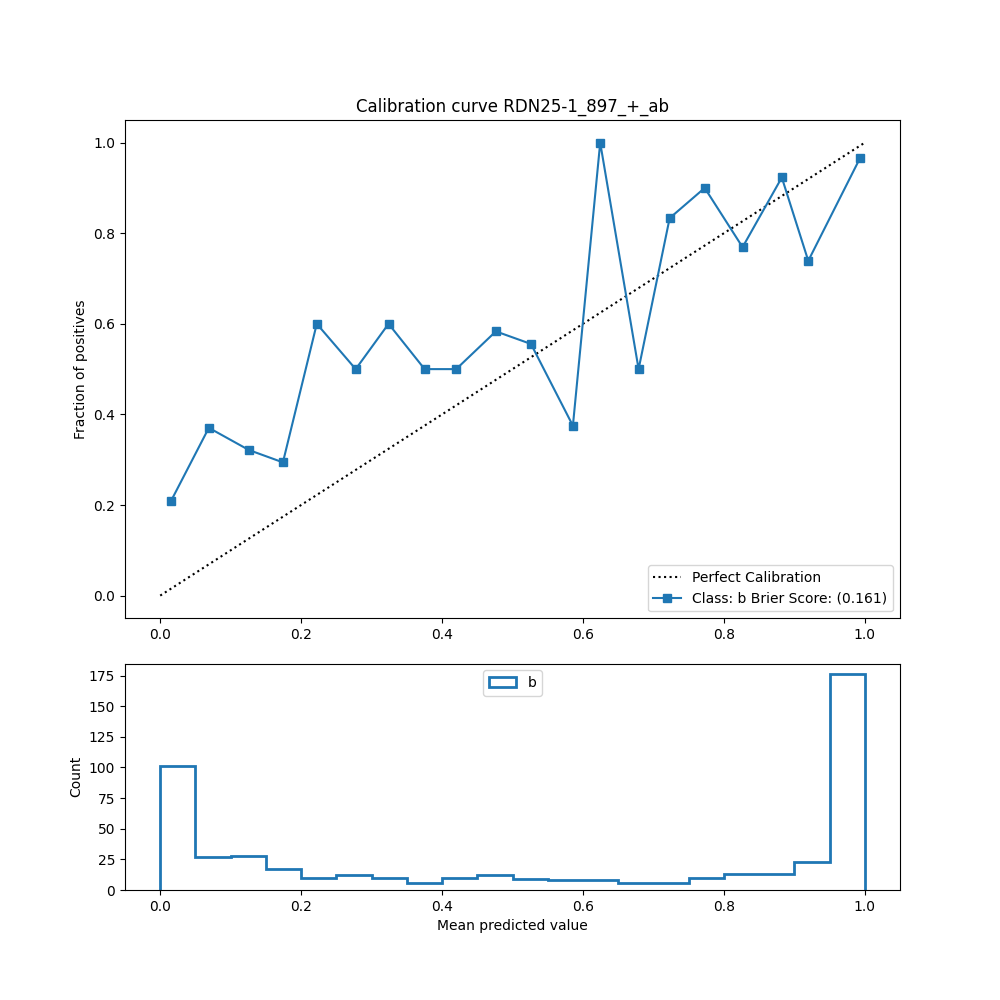 Calibration curve RDN25-1_897_+_ab
Fraction of positives
1.0
0.8
0.6
0.4
0.2
0.0
Perfect Calibration
Class: b Brier Score: (0.161)
0.0 0.2 0.4 0.6 0.8 1.0
b
Count
175
150
125
100
75
50
25
0
0.0 0.2 0.4 0.6 0.8 1.0
Mean predicted value